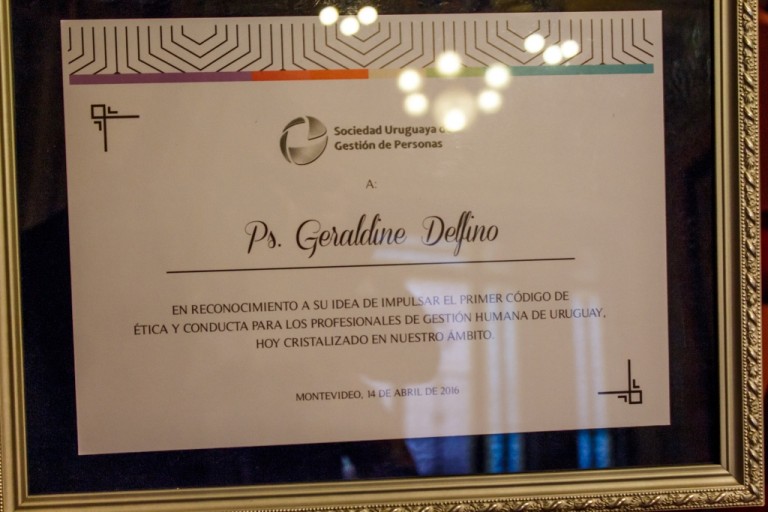 Sociedad Uruguaya
Gestión de Personas
A:
Ps. Geraldine Delfino
EN RECONOCIMIENTO A SU IDEA DE IMPULSAR EL PRIMER CÓDIGO DE
ÉTICA Y CONDUCTA PARA LOS PROFESIONALES DE GESTIÓN HUMANA DE URUGUAY,
HOY CRISTALIZADO EN NUESTRO ÁMBITO.
MONTEVIDEO, 14 DE ABRIL DE 2016